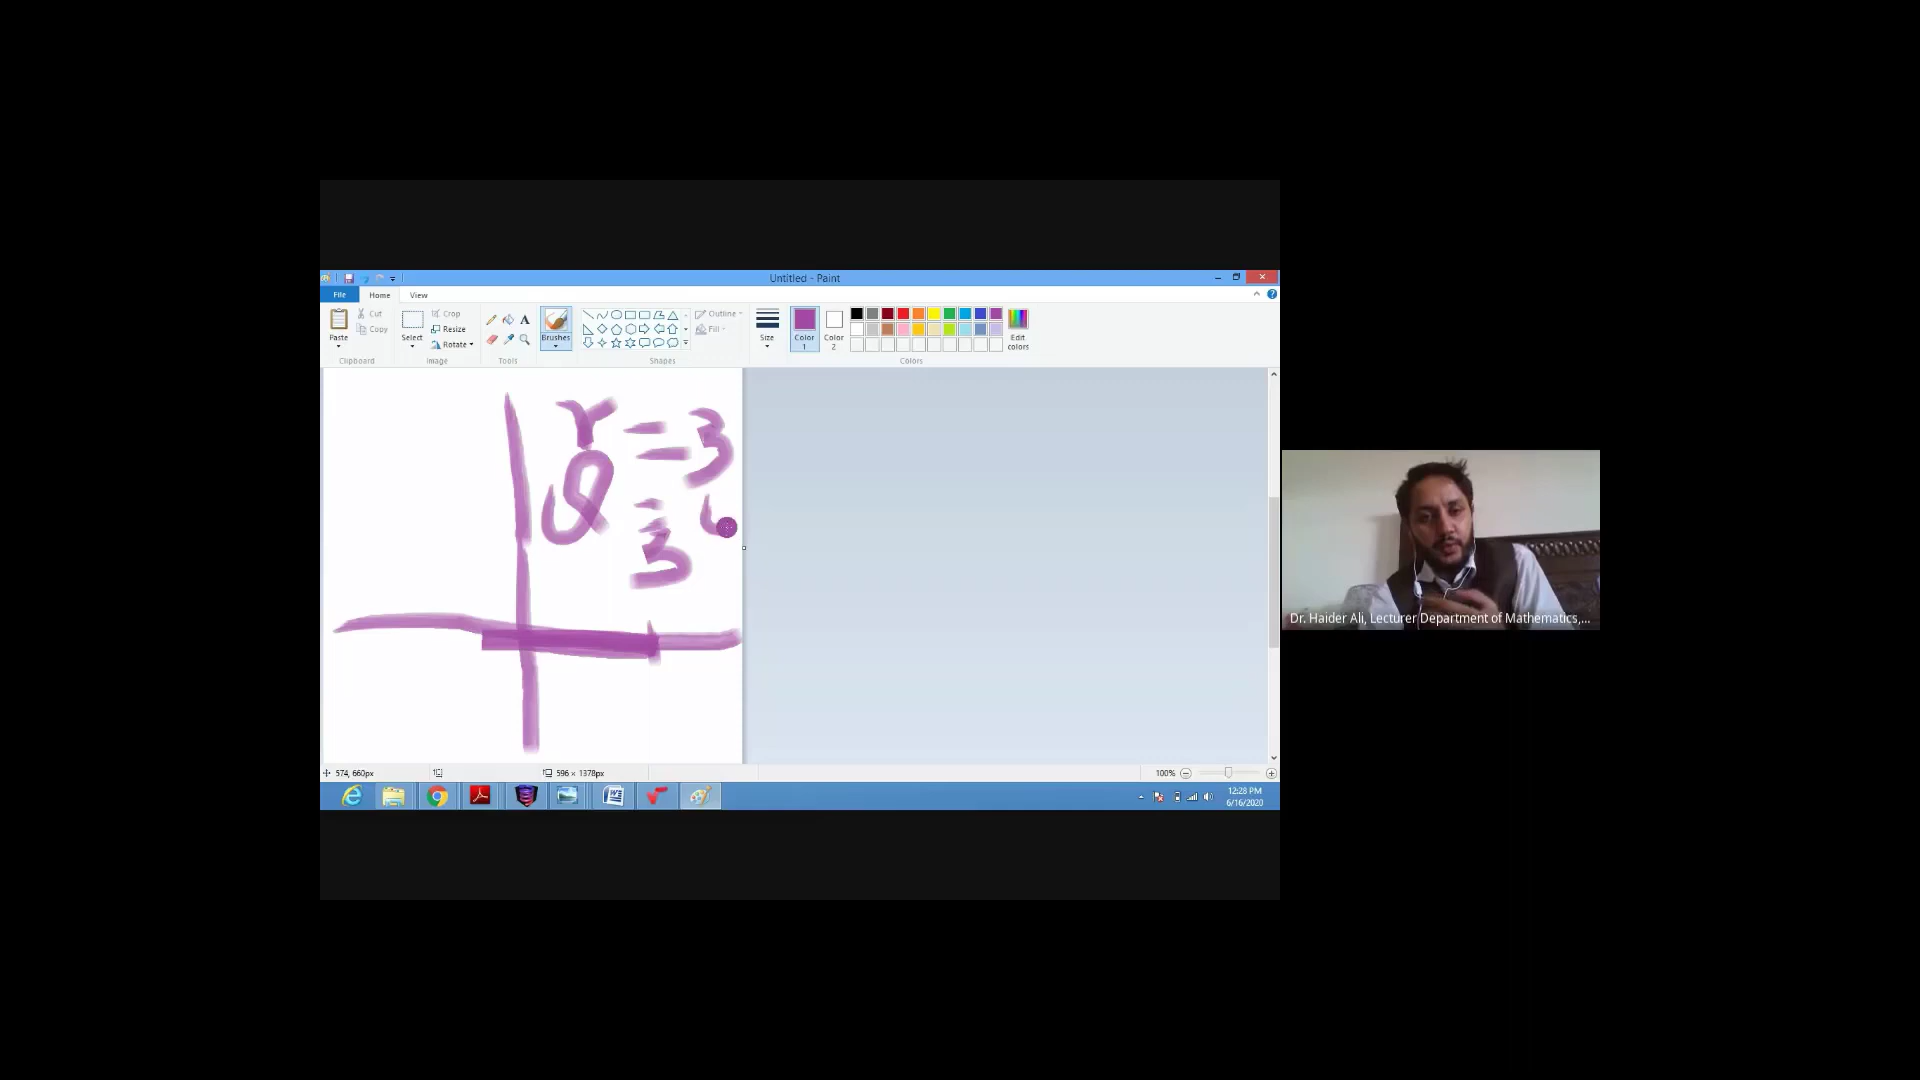 Untitled - Paint
File Home View
Paste
Cut
Copy
Clipboard
Select
Crop
Resize
Rotate
Image
A
Tools
Brushes
Outline
Fill
Shapes
Size
Color 1
Color 2
Edit colors
Colors
r = 3
=
3
574, 660px
596 × 1378px
100%
12:28 PM
6/16/2020
Dr. Haider Ali, Lecturer Department of Mathematics,...